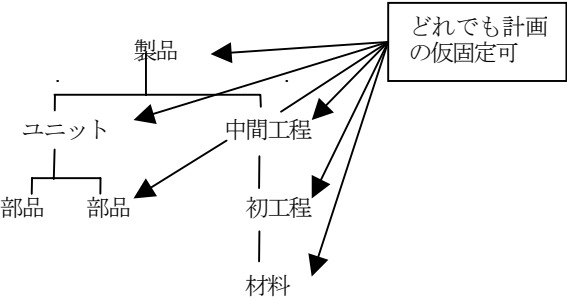 どれでも計画
の仮固定可
製品
ユニット
中間工程
部品
部品
初工程
材料